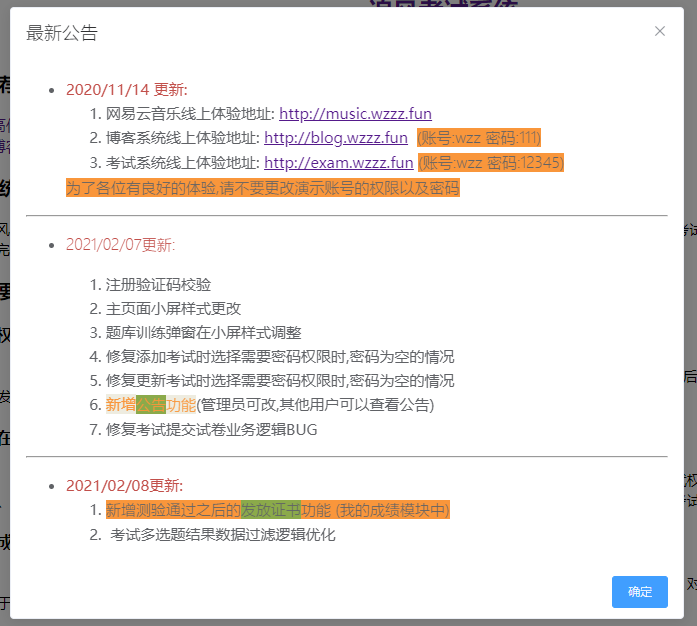 最新公告
2020/11/14 更新:
1. 网易云音乐线上体验地址: http://music.wzzz.fun
2. 博客系统线上体验地址: http://blog.wzzz.fun (账号:wzz 密码:111)
3. 考试系统线上体验地址: http://exam.wzzz.fun (账号:wzz 密码:12345)
为了各位有良好的体验,请不要更改演示账号的权限以及密码
2021/02/07更新:
1. 注册验证码校验
2. 主页面小屏样式更改
3. 题库训练弹窗在小屏样式调整
4. 修复添加考试时选择需要密码权限时,密码为空的情况
5. 修复更新考试时选择需要密码权限时,密码为空的情况
6. 新增公告功能(管理员可改,其他用户可以查看公告)
7. 修复考试提交试卷业务逻辑BUG
2021/02/08更新:
1. 新增测验通过之后的发放证书功能 (我的成绩模块中)
2. 考试多选题结果数据过滤逻辑优化
确定